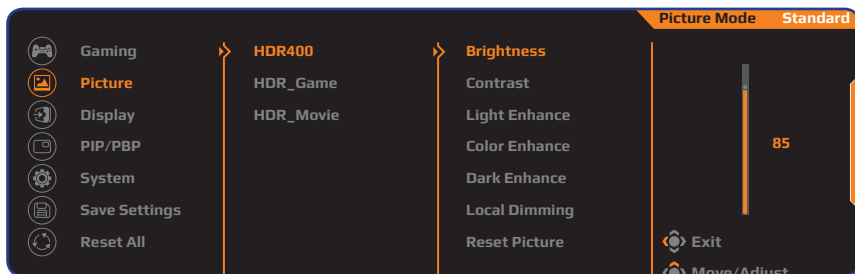 Picture Mode Standard
Gaming
Picture
Display
PIP/PBP
System
Save Settings
Reset All
HDR400
HDR_Game
HDR_Movie
Brightness
Contrast
Light Enhance
Color Enhance
Dark Enhance
Local Dimming
Reset Picture
85
Exit
Move/Adjust